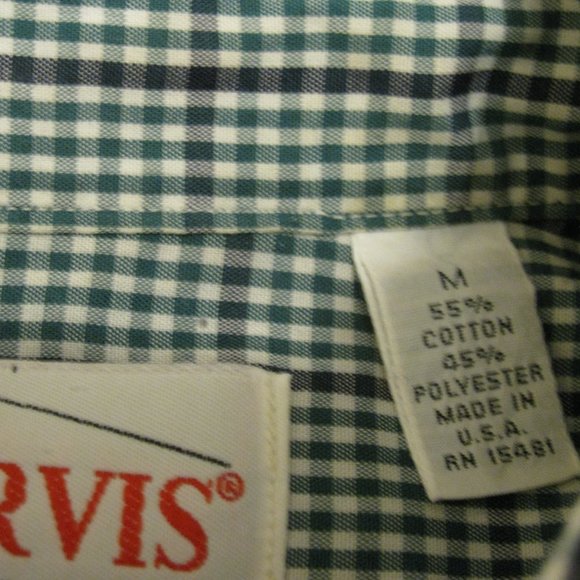 M
55%
COTTON
45%
POLYESTER
MADE IN
U.S.A.
RN 15481
RVIS®